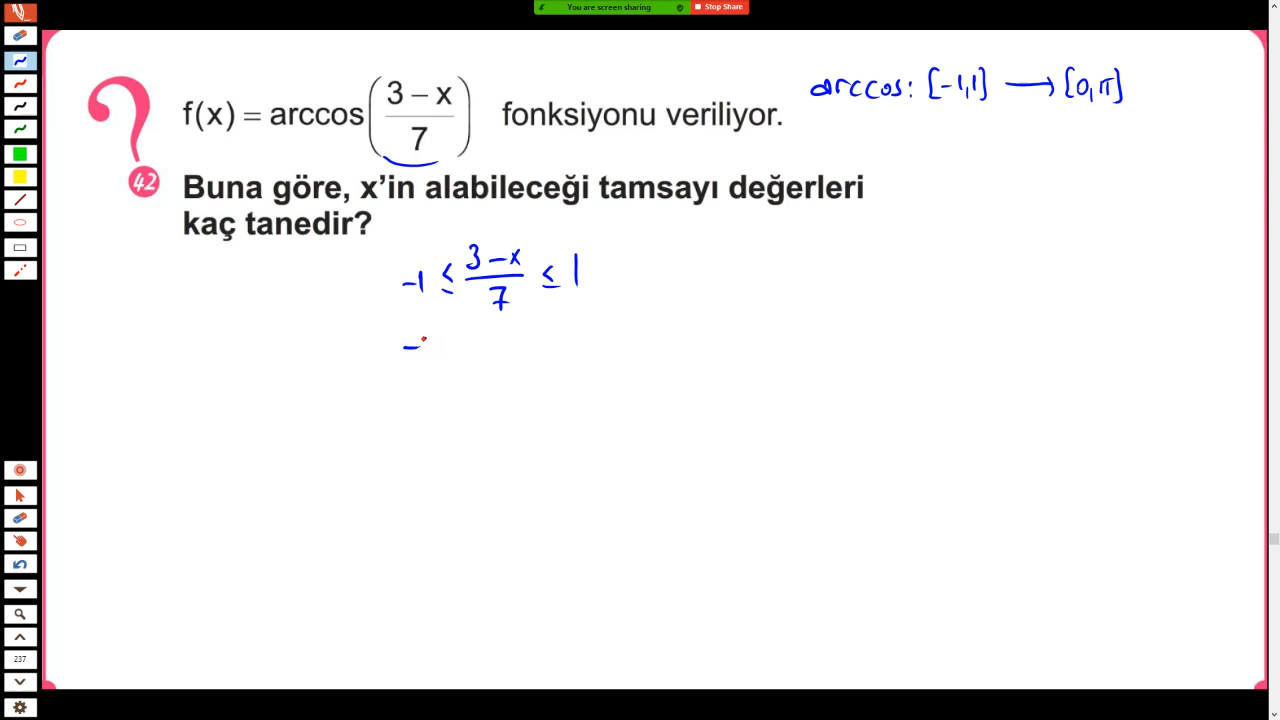 You are screen sharing Stop Share
f(x) = arccos((3 – x)/7) fonksiyonu veriliyor.
arccos: [-1,1] → [0,π]
42 Buna göre, x'in alabileceği tamsayı değerleri
kaç tanedir?
-1 ≤ (3-x)/7 ≤ 1
-
237